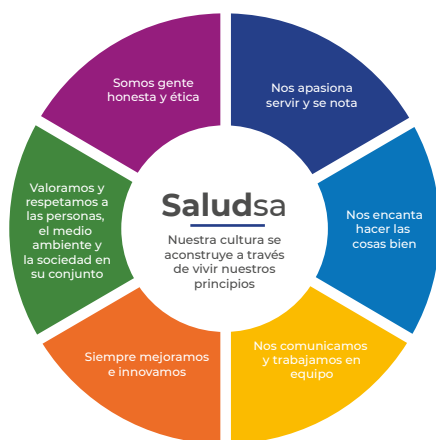 Somos gente
honesta y ética
Nos apasiona
servir y se nota
Valoramos y
respetamos a
las personas,
el medio
ambiente y
la sociedad en
su conjunto
Saludsa
Nuestra cultura se
aconstruye a través
de vivir nuestros
principios
Nos encanta
hacer las
cosas bien
Siempre mejoramos
e innovamos
Nos comunicamos
y trabajamos en
equipo